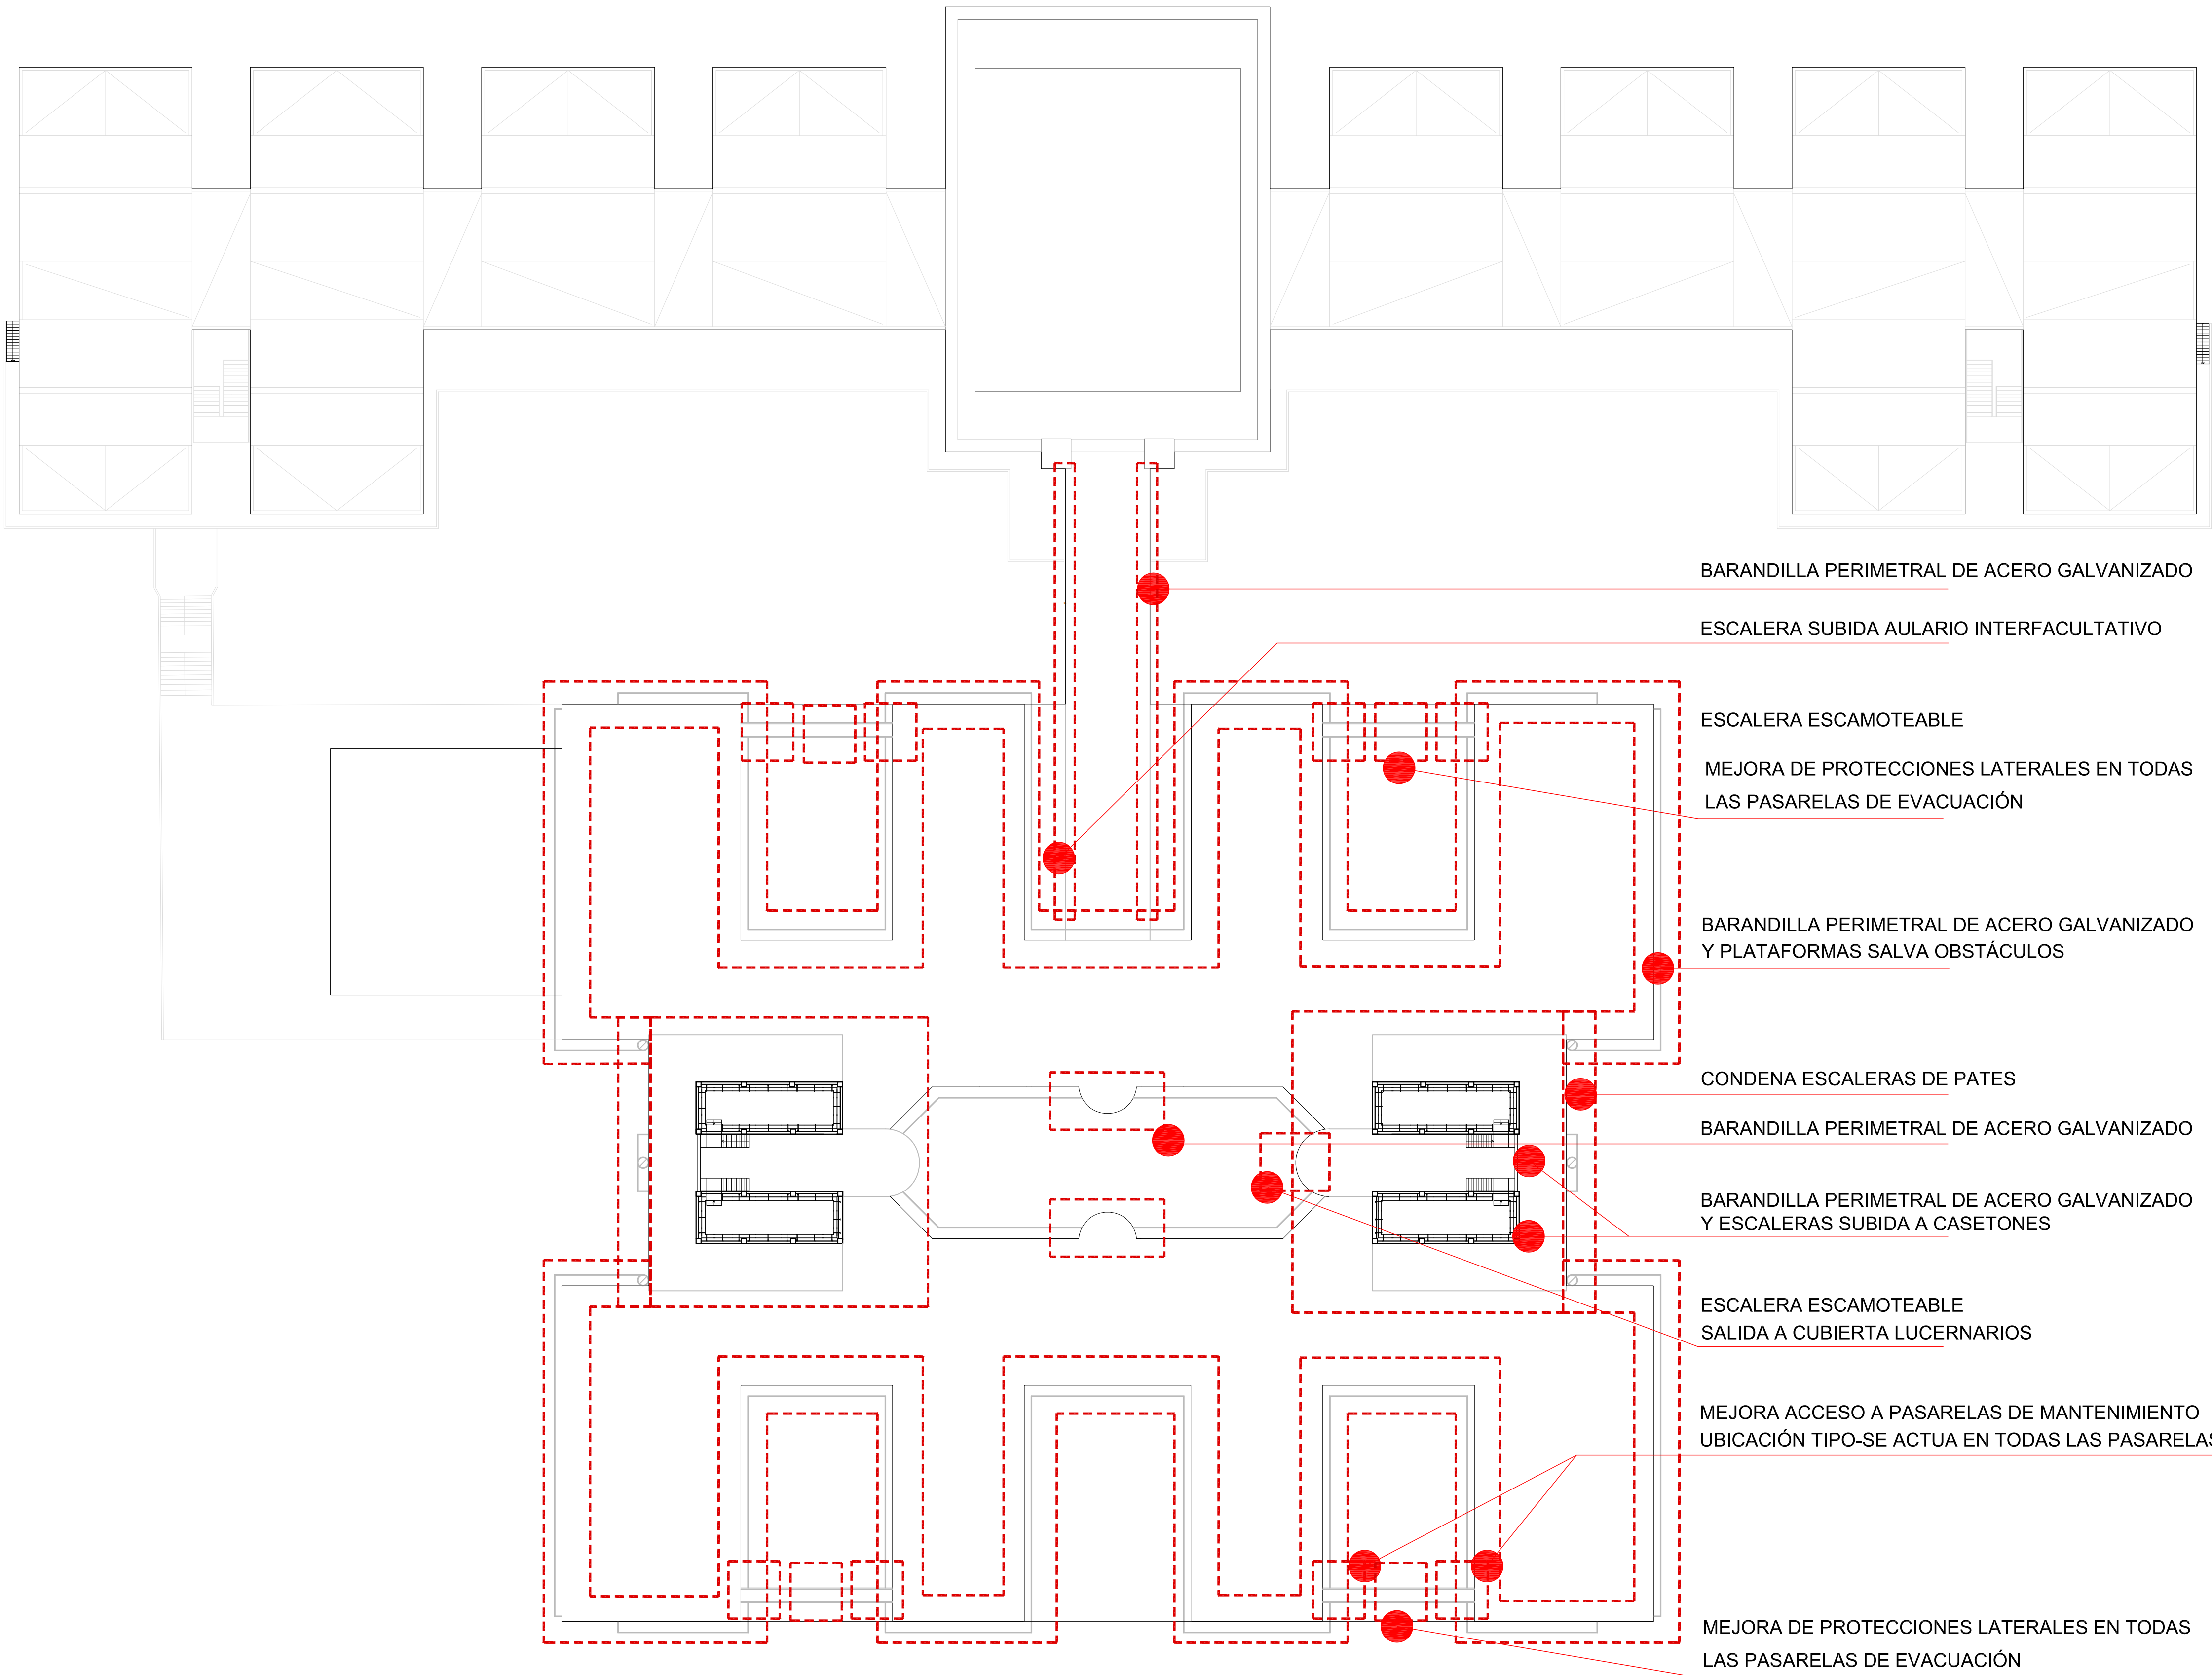 BARANDILLA PERIMETRAL DE ACERO GALVANIZADO
ESCALERA SUBIDA AULARIO INTERFACULTATIVO
ESCALERA ESCAMOTEABLE
MEJORA DE PROTECCIONES LATERALES EN TODAS
LAS PASARELAS DE EVACUACIÓN
BARANDILLA PERIMETRAL DE ACERO GALVANIZADO
Y PLATAFORMAS SALVA OBSTÁCULOS
CONDENA ESCALERAS DE PATES
BARANDILLA PERIMETRAL DE ACERO GALVANIZADO
BARANDILLA PERIMETRAL DE ACERO GALVANIZADO
Y ESCALERAS SUBIDA A CASETONES
ESCALERA ESCAMOTEABLE
SALIDA A CUBIERTA LUCERNARIOS
MEJORA ACCESO A PASARELAS DE MANTENIMIENTO
UBICACIÓN TIPO-SE ACTUA EN TODAS LAS PASARELAS
MEJORA DE PROTECCIONES LATERALES EN TODAS
LAS PASARELAS DE EVACUACIÓN